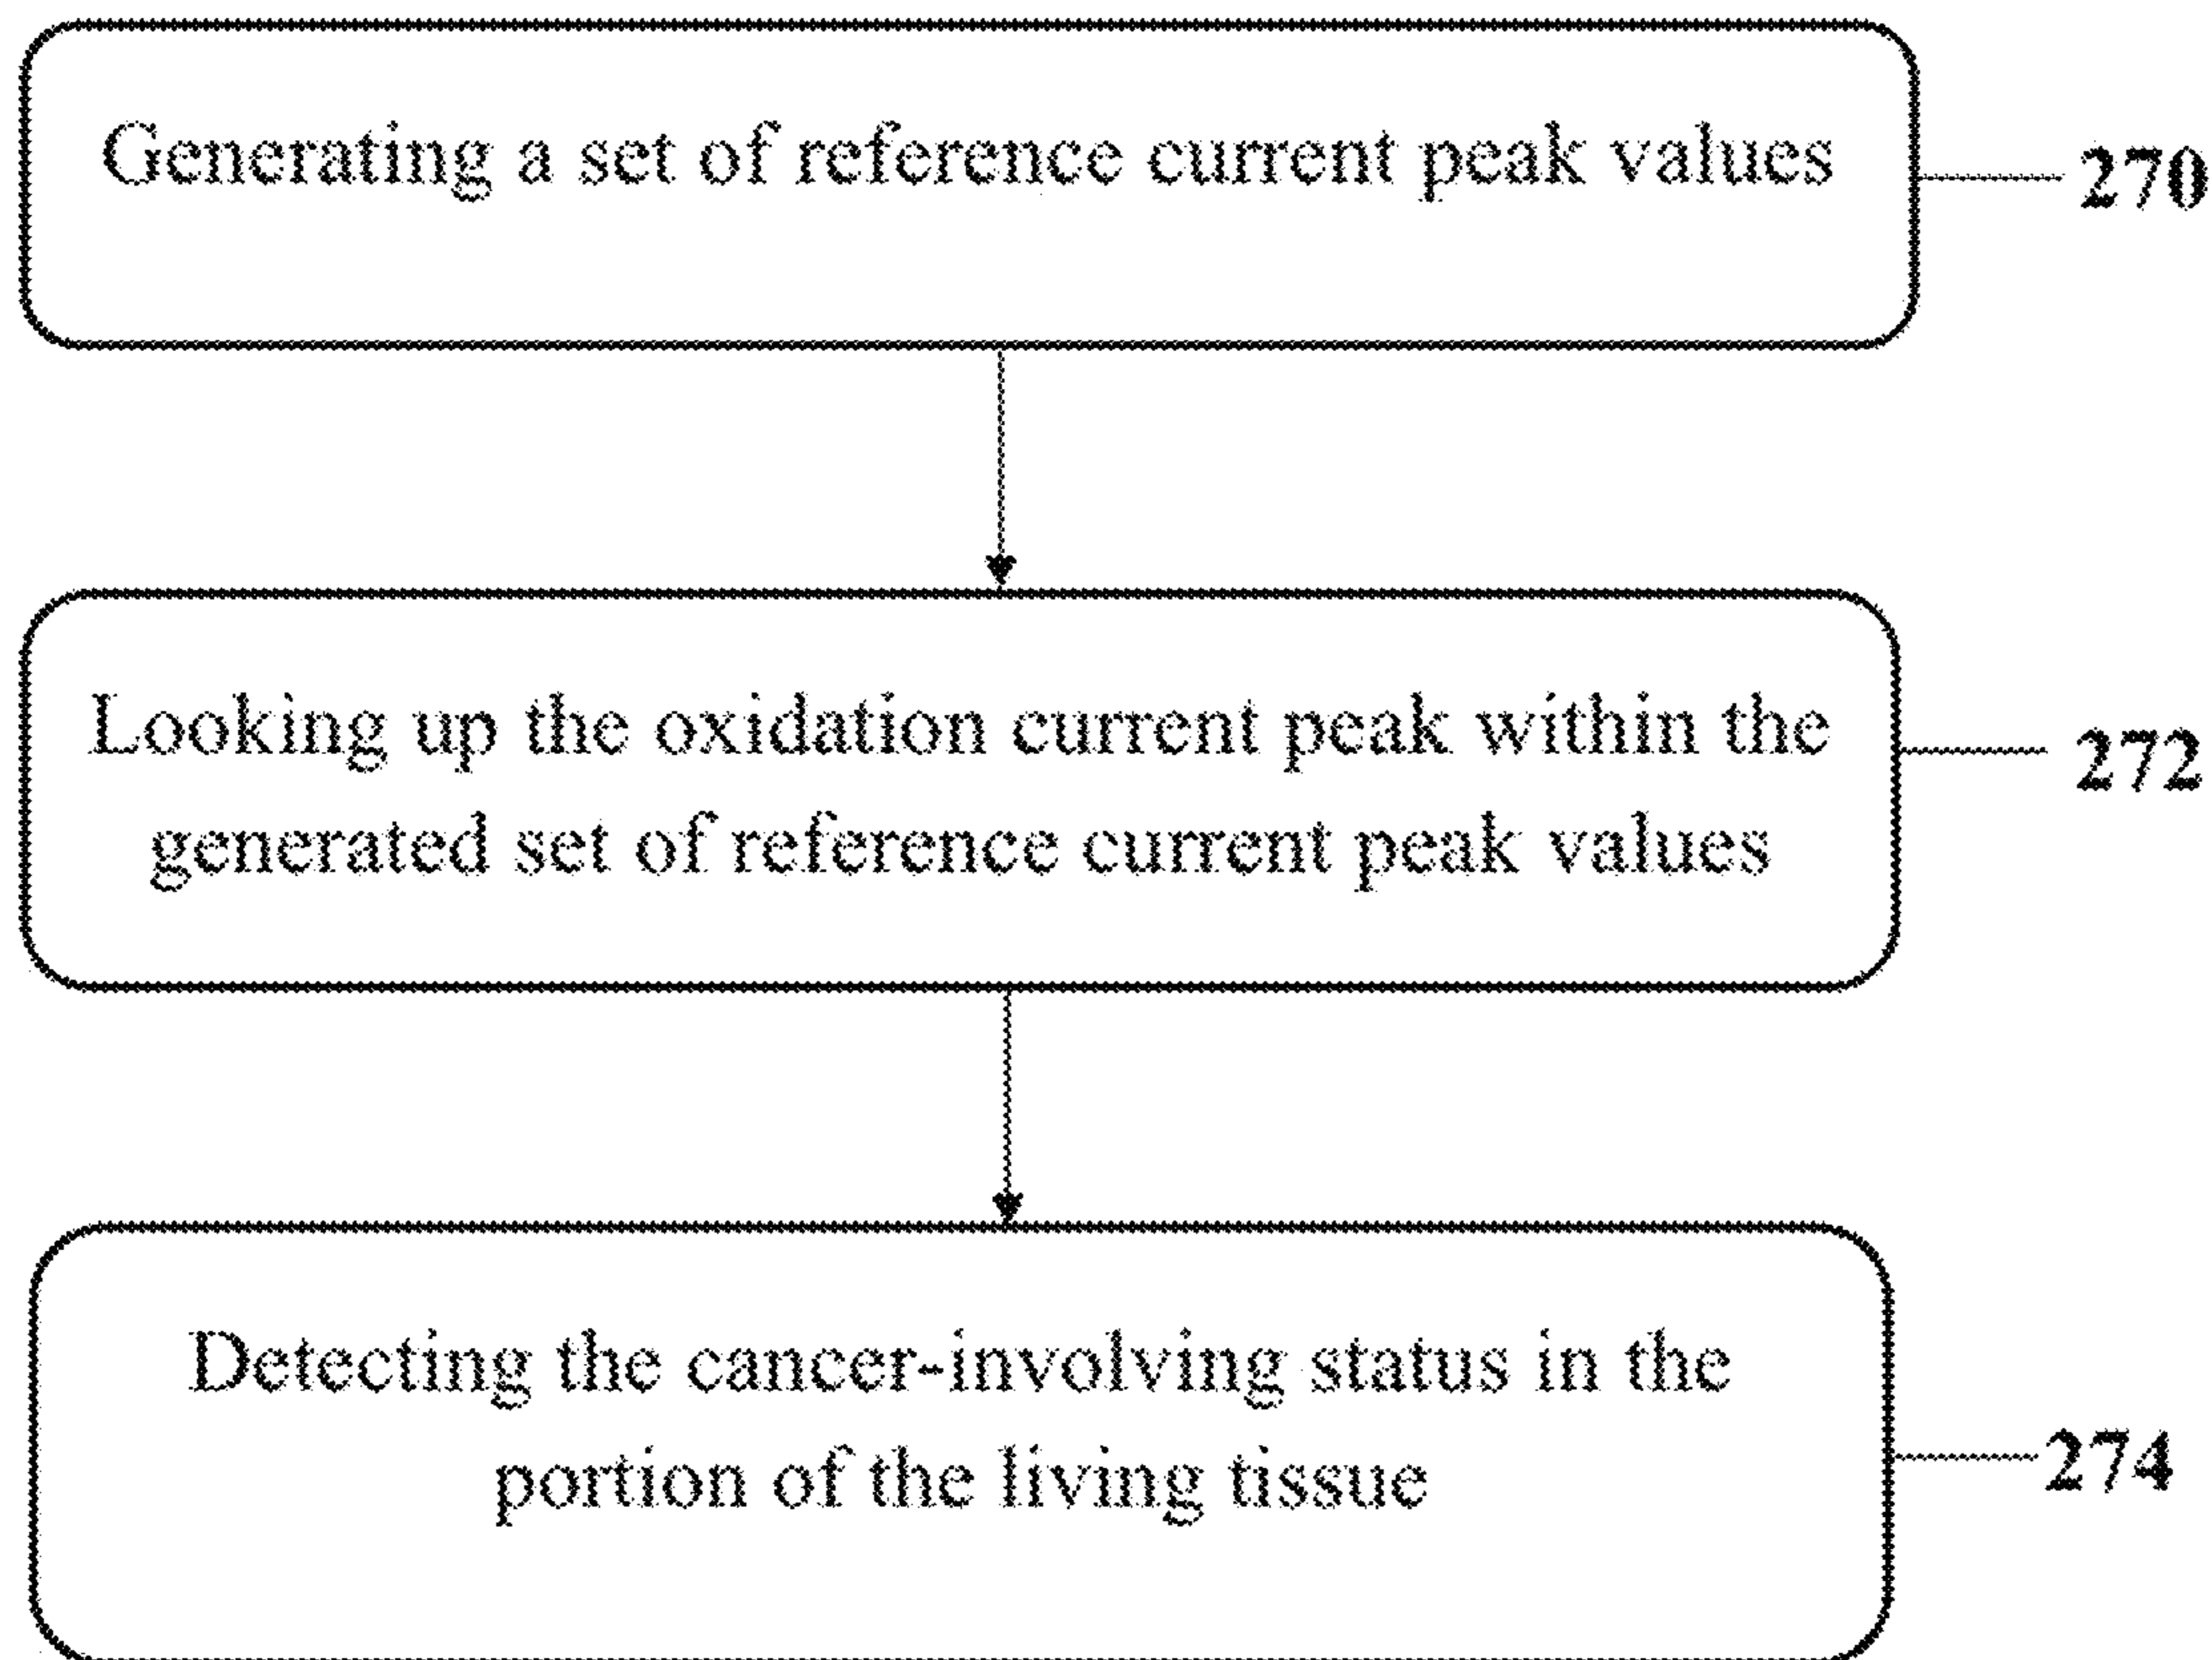 Generating a set of reference current peak values
270
Looking up the oxidation current peak within the
generated set of reference current peak values
272
Detecting the cancer-involving status in the
portion of the living tissue
274